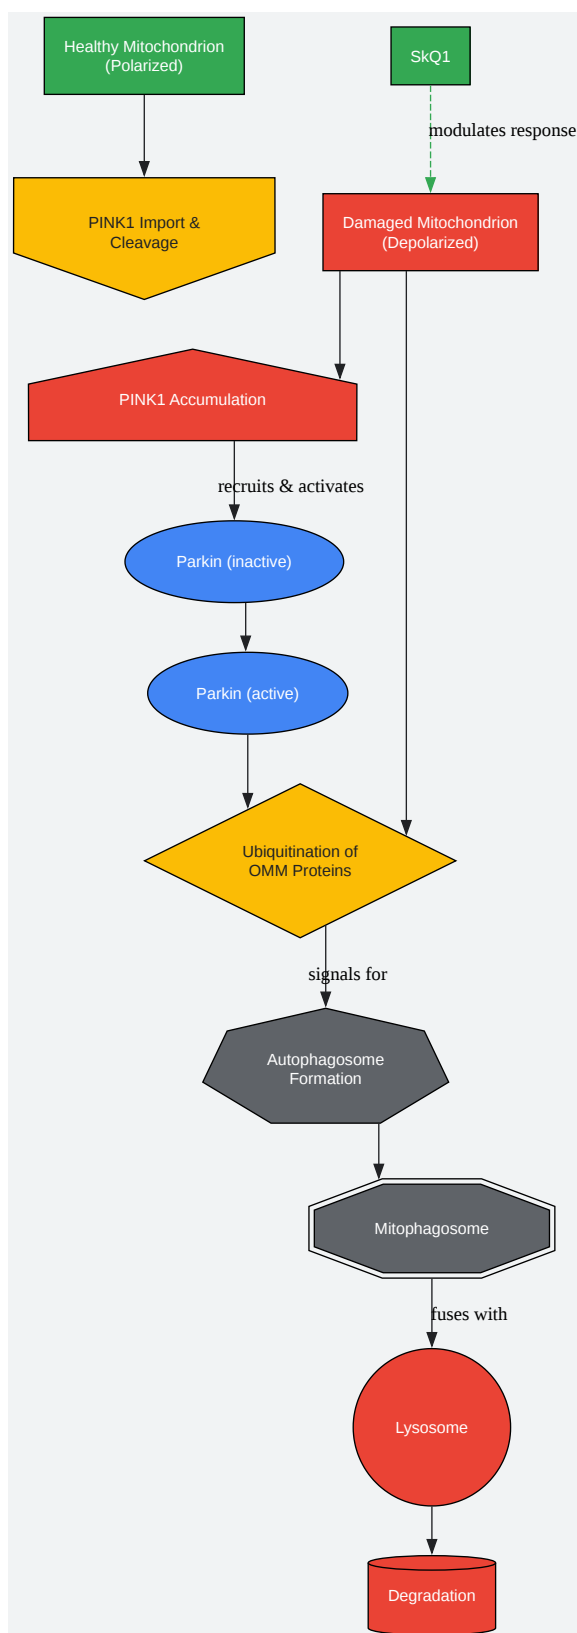 Healthy Mitochondrion
(Polarized)
SkQ1
modulates response
PINK1 Import &
Cleavage
Damaged Mitochondrion
(Depolarized)
PINK1 Accumulation
recruits & activates
Parkin (inactive)
Parkin (active)
Ubiquitination of
OMM Proteins
signals for
Autophagosome
Formation
Mitophagosome
fuses with
Lysosome
Degradation